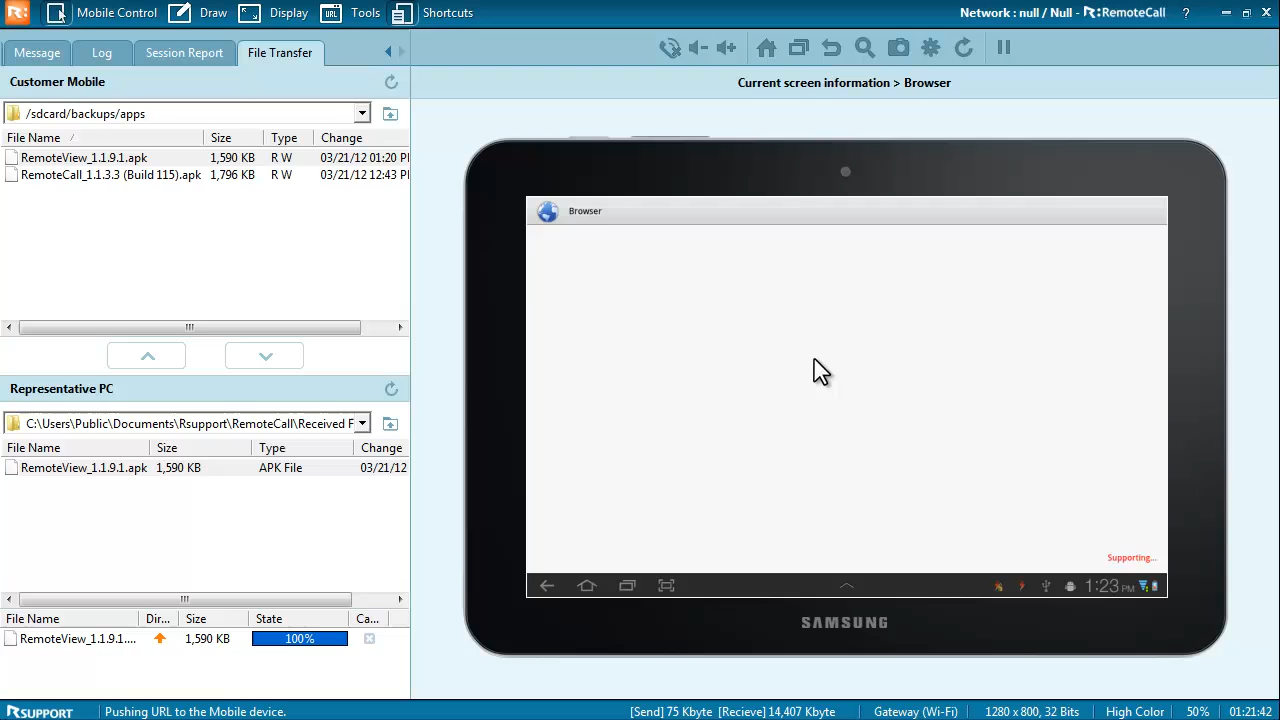 R: Mobile Control Draw Display URL Tools Shortcuts Network : null / Null - R:RemoteCall ?
Message Log Session Report File Transfer
Customer Mobile
/sdcard/backups/apps
File Name Size Type Change
RemoteView_1.1.9.1.apk 1,590 KB R W 03/21/12 01:20 P
RemoteCall_1.1.3.3 (Build 115).apk 1,796 KB R W 03/21/12 12:43 P
Representative PC
C:\Users\Public\Documents\Rsupport\RemoteCall\Received F
File Name Size Type Change
RemoteView_1.1.9.1.apk 1,590 KB APK File 03/21/12
File Name Dir... Size State Ca...
RemoteView_1.1.9.1.... 1,590 KB 100%
Current screen information > Browser
Browser
Supporting...
1:23 PM
SAMSUNG
RSUPPORT Pushing URL to the Mobile device. [Send] 75 Kbyte [Recieve] 14,407 Kbyte Gateway (Wi-Fi) 1280 x 800, 32 Bits High Color 50% 01:21:42